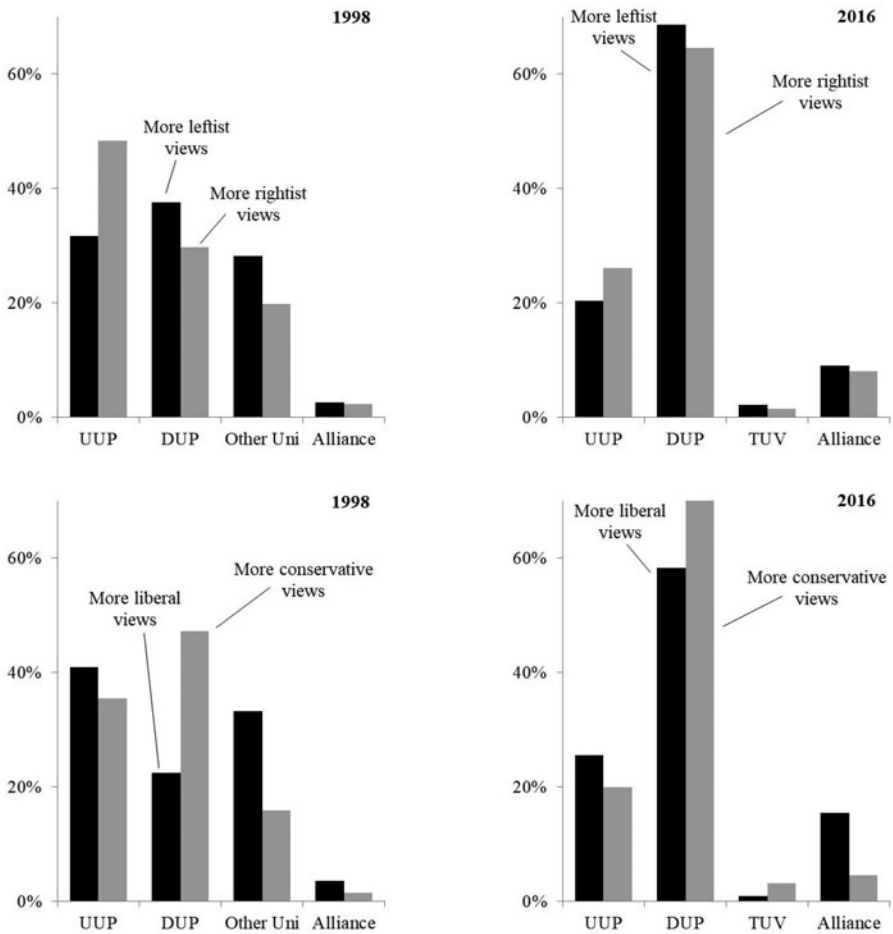 1998
60%
40%
20%
0%
More leftist
views
More rightist
views
UUP DUP Other Uni Alliance
2016
60%
40%
20%
0%
More leftist
views
More rightist
views
UUP DUP TUV Alliance
1998
60%
40%
20%
0%
More conservative
views
More liberal
views
UUP DUP Other Uni Alliance
2016
60%
40%
20%
0%
More liberal
views
More conservative
views
UUP DUP TUV Alliance